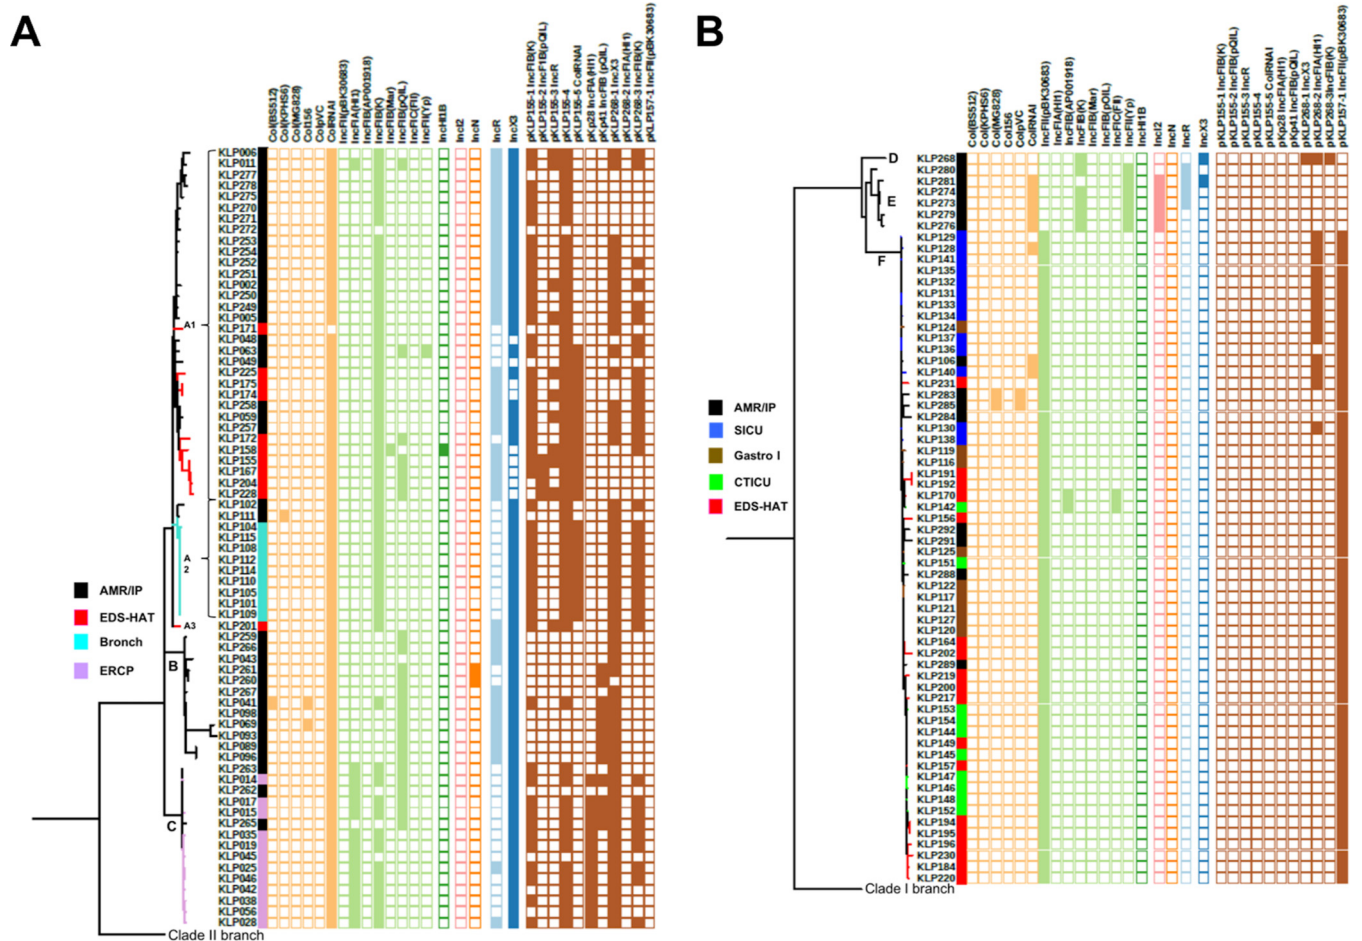 A
Col(BS512)
Col(KPHS6)
Col(MG828)
Col156
ColpVC
ColRNAI
IncFII(pBK30683)
IncFIA(HI1)
IncFIB(AP001918)
IncFIB(K)
IncFIB(Mar)
IncFIB(pQIL)
IncFIC(FII)
IncFII(Yp)
IncHI1B
IncI2
IncN
IncR
IncX3
pKLP155-1 IncFIB(K)
pKLP155-2 IncF1B(pQIL)
pKLP155-3 IncR
pKLP155-4
pKLP155-5 ColRNAI
pKp28 IncFIA(HI1)
pKp41 IncFIB (pQIL)
pKLP268-1 IncX3
pKLP268-2 IncFIA(HI1)
pKLP268-3 IncFIB(K)
pKLP157-1 IncFII(pBK30683)
KLP006
KLP011
KLP277
KLP278
KLP275
KLP270
KLP271
KLP272
KLP253
KLP254
KLP252
KLP251
KLP002
KLP250
KLP249
KLP005
A1
KLP171
KLP048
KLP063
KLP049
KLP225
KLP175
KLP174
KLP258
KLP059
KLP257
KLP172
KLP158
KLP155
KLP167
KLP204
KLP228
KLP102
KLP111
KLP104
KLP115
KLP108
A
2
KLP112
KLP114
KLP110
KLP105
KLP101
KLP109
A3
KLP201
KLP259
KLP266
KLP043
B
KLP261
KLP260
KLP267
KLP041
KLP098
KLP069
KLP093
KLP089
KLP096
KLP263
KLP014
KLP262
KLP017
KLP015
C
KLP265
KLP035
KLP019
KLP045
KLP025
KLP046
KLP042
KLP038
KLP056
KLP028
Clade II branch
AMR/IP
EDS-HAT
Bronch
ERCP
B
Col(BS512)
Col(KPHS6)
Col(MG828)
Col156
ColpVC
ColRNAI
IncFII(pBK30683)
IncFIA(HI1)
IncFIB(AP001918)
IncFIB(K)
IncFIB(Mar)
IncFIB(pQIL)
IncFIC(FII)
IncFII(Yp)
IncHI1B
IncI2
IncN
IncR
IncX3
pKLP155-1 IncFIB(K)
pKLP155-2 IncFIB(pQIL)
pKLP155-3 IncR
pKLP155-4
pKLP155-5 ColRNAI
pKp28 IncFIA(HI1)
pKp41 IncFIB(pQIL)
pKLP268-1 IncX3
pKLP268-2 IncFIA(HI1)
pKLP268-3IncFIB(K)
pKLP157-1 IncFII(pBK30683)
D
KLP268
KLP280
KLP281
KLP274
E
KLP273
KLP279
KLP276
KLP129
KLP128
F
KLP141
KLP135
KLP132
KLP131
KLP133
KLP134
KLP124
KLP137
KLP136
KLP106
KLP140
KLP231
KLP283
KLP285
KLP284
KLP130
KLP138
KLP119
KLP116
KLP191
KLP192
KLP170
KLP142
KLP156
KLP292
KLP291
KLP125
KLP151
KLP288
KLP122
KLP117
KLP121
KLP127
KLP120
KLP164
KLP202
KLP289
KLP219
KLP200
KLP217
KLP153
KLP154
KLP144
KLP149
KLP145
KLP157
KLP147
KLP146
KLP148
KLP152
KLP194
KLP195
KLP196
KLP230
KLP184
KLP220
Clade I branch
AMR/IP
SICU
Gastro I
CTICU
EDS-HAT